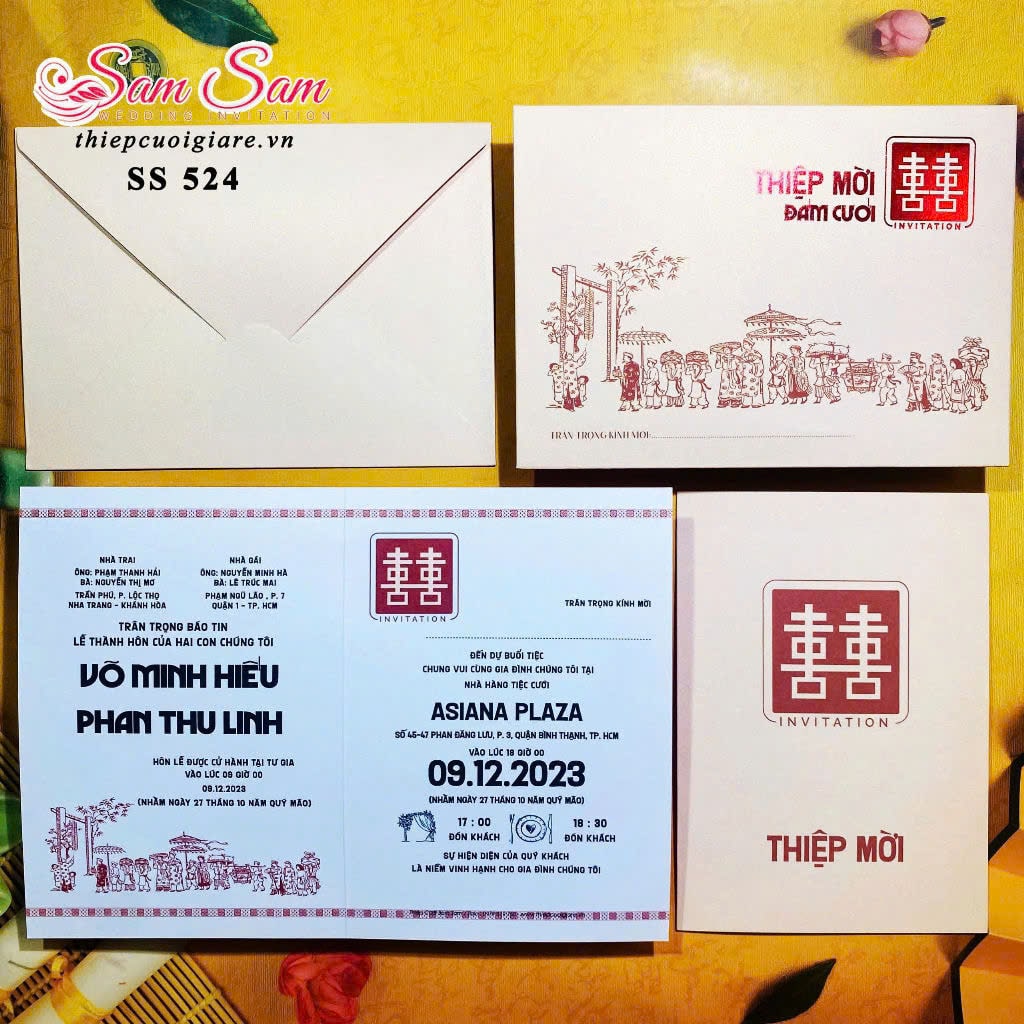 Sam Sam
WEDDING INVITATION
thiepcuoigiare.vn
SS 524
THIỆP MỜI
ĐÁM CƯỚI
囍
INVITATION
TRÂN TRỌNG KÍNH MỜI:
NHÀ TRAI
ÔNG: PHẠM THANH HẢI
BÀ: NGUYỄN THỊ MƠ
TRẦN PHÚ, P. LỘC THỌ
NHA TRANG - KHÁNH HÒA
NHÀ GÁI
ÔNG: NGUYỄN MINH HÀ
BÀ: LÊ TRÚC MAI
PHẠM NGŨ LÃO , P. 7
QUẬN 1 - TP. HCM
TRÂN TRỌNG BÁO TIN
LỄ THÀNH HÔN CỦA HAI CON CHÚNG TÔI
VÕ MINH HIẾU
PHAN THU LINH
HÔN LỄ ĐƯỢC CỬ HÀNH TẠI TƯ GIA
VÀO LÚC 08 GIỜ 00
09.12.2023
(NHẰM NGÀY 27 THÁNG 10 NĂM QUÝ MÃO)
囍
INVITATION
TRÂN TRỌNG KÍNH MỜI
ĐẾN DỰ BUỔI TIỆC
CHUNG VUI CÙNG GIA ĐÌNH CHÚNG TÔI TẠI
NHÀ HÀNG TIỆC CƯỚI
ASIANA PLAZA
SỐ 45-47 PHAN ĐĂNG LƯU, P. 3, QUẬN BÌNH THẠNH, TP. HCM
VÀO LÚC 18 GIỜ 00
09.12.2023
(NHẰM NGÀY 27 THÁNG 10 NĂM QUÝ MÃO)
17 : 00
ĐÓN KHÁCH
18 : 30
ĐÓN KHÁCH
SỰ HIỆN DIỆN CỦA QUÝ KHÁCH
LÀ NIỀM VINH HẠNH CHO GIA ĐÌNH CHÚNG TÔI
囍
INVITATION
THIỆP MỜI